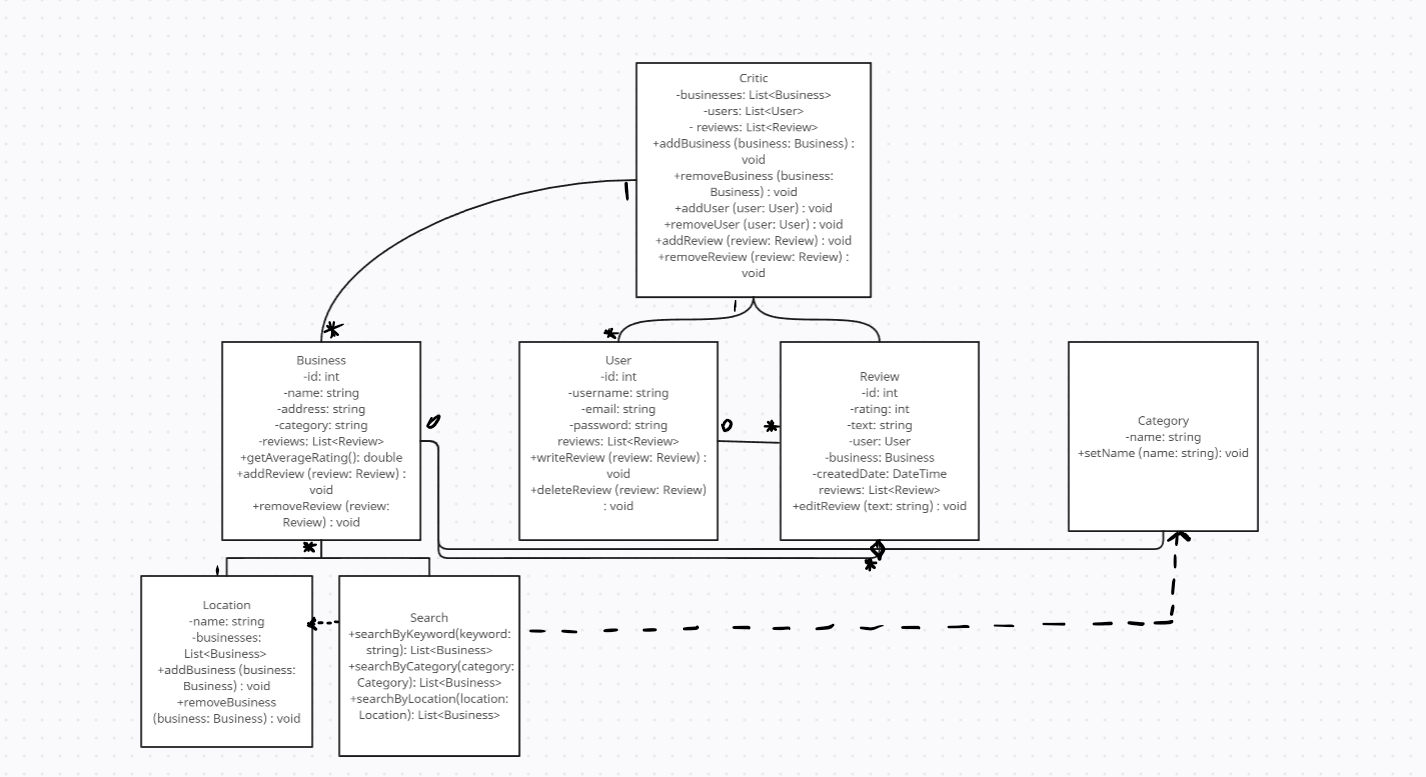 Critic
-businesses: List<Business>
-users: List<User>
- reviews: List<Review>
+addBusiness (business: Business) :
void
+removeBusiness (business:
Business) : void
+addUser (user: User) : void
+removeUser (user: User) : void
+addReview (review: Review) : void
+removeReview (review: Review) :
void
1
*
1
*
Business
-id: int
-name: string
-address: string
-category: string
-reviews: List<Review>
+getAverageRating(): double
+addReview (review: Review) :
void
+removeReview (review:
Review) : void
0
*
User
-id: int
-username: string
-email: string
-password: string
reviews: List<Review>
+writeReview (review: Review) :
void
+deleteReview (review: Review)
: void
0
*
Review
-id: int
-rating: int
-text: string
-user: User
-business: Business
-createdDate: DateTime
reviews: List<Review>
+editReview (text: string) : void
*
Category
-name: string
+setName (name: string): void
1
Location
-name: string
-businesses:
List<Business>
+addBusiness (business:
Business) : void
+removeBusiness
(business: Business) : void
Search
+searchByKeyword(keyword:
string): List<Business>
+searchByCategory(category:
Category): List<Business>
+searchByLocation(location:
Location): List<Business>